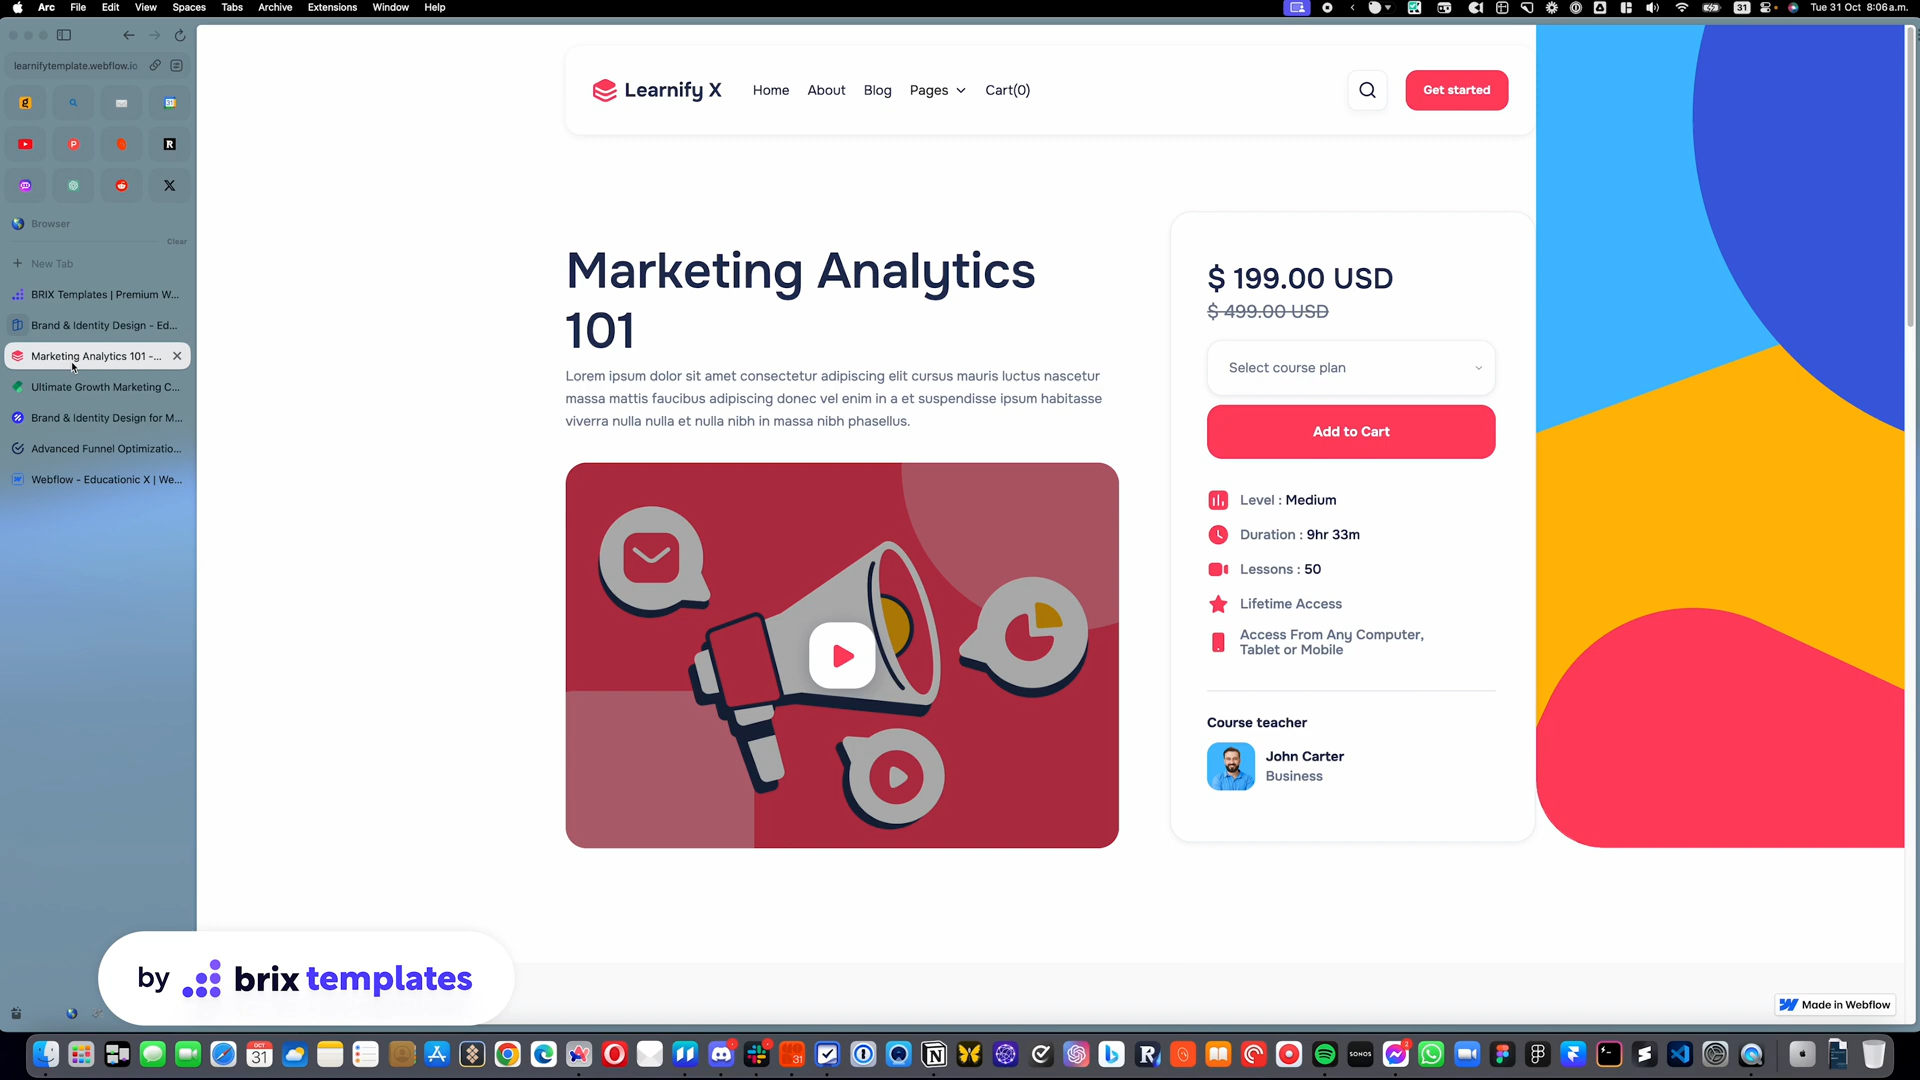 Arc File Edit View Spaces Tabs Archive Extensions Window Help
31
Tue 31 Oct 8:06 a.m.
learnifytemplate.webflow.io
Browser
Clear
New Tab
BRIX Templates | Premium W...
Brand & Identity Design - Ed...
Marketing Analytics 101 -...
Ultimate Growth Marketing C...
Brand & Identity Design for M...
Advanced Funnel Optimizatio...
Webflow - Educationic X | We...
Learnify X
Home About Blog Pages Cart(0)
Get started
Marketing Analytics
101
Lorem ipsum dolor sit amet consectetur adipiscing elit cursus mauris luctus nascetur
massa mattis faucibus adipiscing donec vel enim in a et suspendisse ipsum habitasse
viverra nulla nulla et nulla nibh in massa nibh phasellus.
$ 199.00 USD
$ 499.00 USD
Select course plan
Add to Cart
Level : Medium
Duration : 9hr 33m
Lessons : 50
Lifetime Access
Access From Any Computer,
Tablet or Mobile
Course teacher
John Carter
Business
by brix templates
Made in Webflow
OCT
31
SONOS